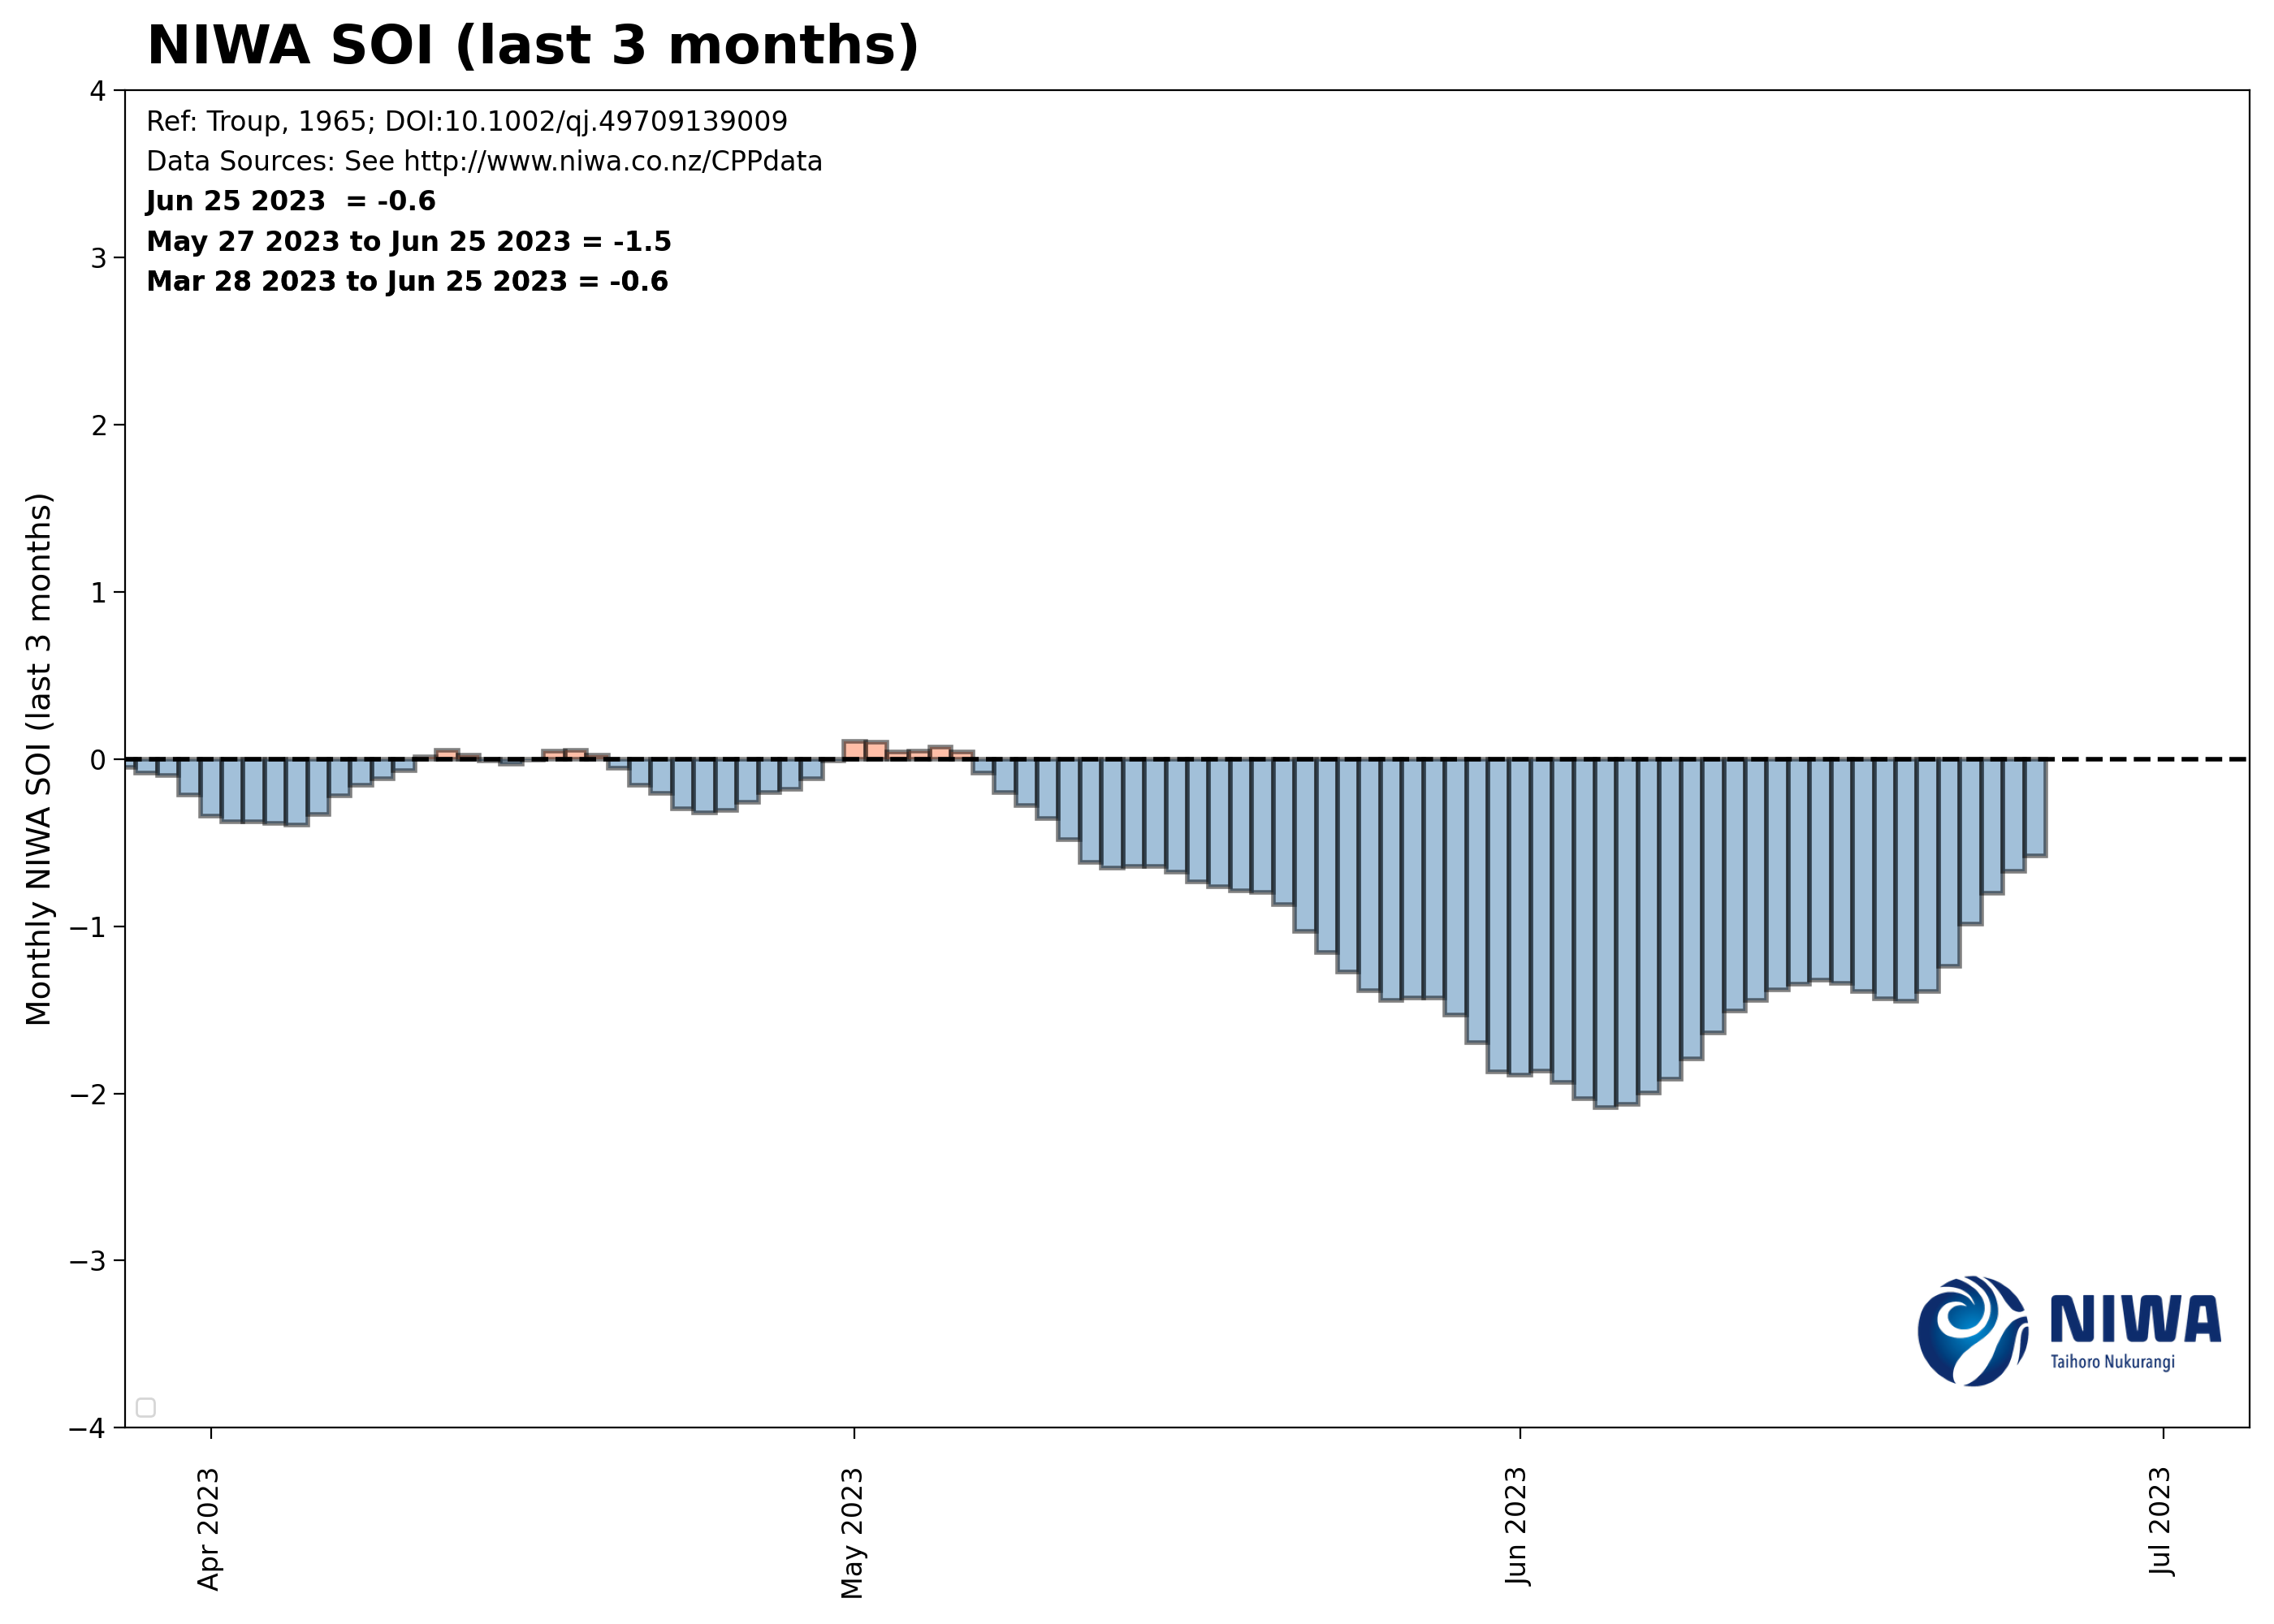 NIWA SOI (last 3 months)
Ref: Troup, 1965; DOI:10.1002/qj.49709139009
Data Sources: See http://www.niwa.co.nz/CPPdata
Jun 25 2023  = -0.6
May 27 2023 to Jun 25 2023 = -1.5
Mar 28 2023 to Jun 25 2023 = -0.6
Monthly NIWA SOI (last 3 months)
4
3
2
1
0
−1
−2
−3
−4
NIWA
Taihoro Nukurangi
Apr 2023
May 2023
Jun 2023
Jul 2023